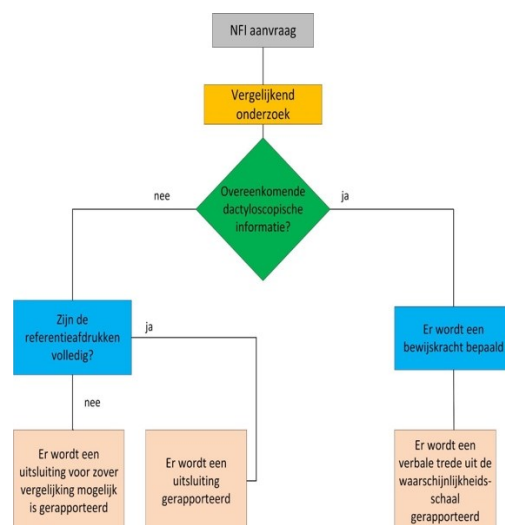 NFI aanvraag
Vergelijkend
onderzoek
Overeenkomende
dactyloscopische
informatie?
nee
ja
Zijn de
referentieafdrukken
volledig?
ja
Er wordt een
bewijskracht bepaald
nee
Er wordt een
uitsluiting voor zover
vergelijking mogelijk
is gerapporteerd
Er wordt een
uitsluiting
gerapporteerd
Er wordt een
verbale trede uit de
waarschijnlijkheids-
schaal
gerapporteerd